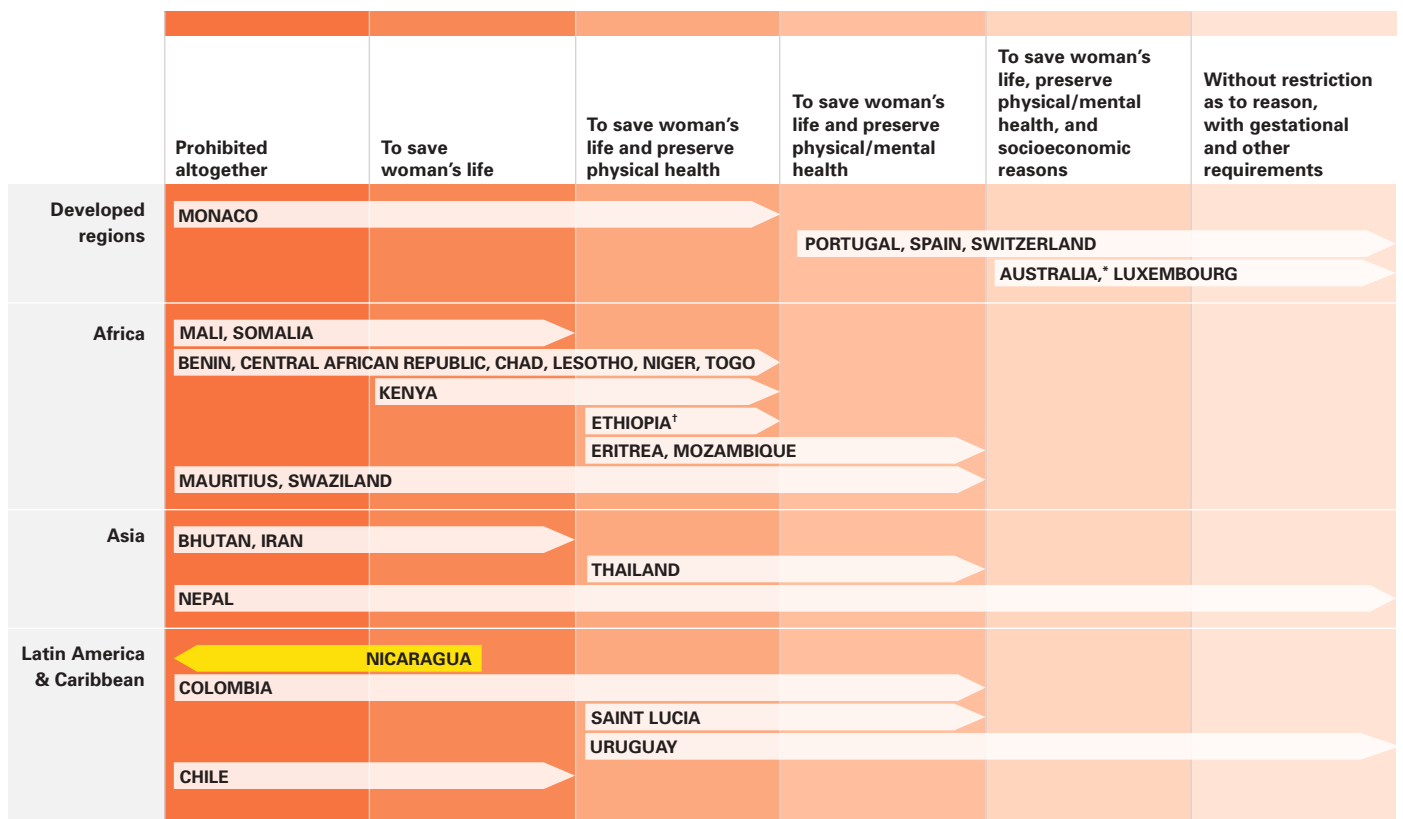 Prohibited
altogether
To save
woman’s life
To save woman’s
life and preserve
physical health
To save woman’s
life and preserve
physical/mental
health
To save woman’s
life, preserve
physical/mental
health, and
socioeconomic
reasons
Without restriction
as to reason,
with gestational
and other
requirements
Developed
regions
MONACO
PORTUGAL, SPAIN, SWITZERLAND
AUSTRALIA,* LUXEMBOURG
Africa
MALI, SOMALIA
BENIN, CENTRAL AFRICAN REPUBLIC, CHAD, LESOTHO, NIGER, TOGO
KENYA
ETHIOPIA†
ERITREA, MOZAMBIQUE
MAURITIUS, SWAZILAND
Asia
BHUTAN, IRAN
THAILAND
NEPAL
Latin America
& Caribbean
NICARAGUA
COLOMBIA
SAINT LUCIA
URUGUAY
CHILE